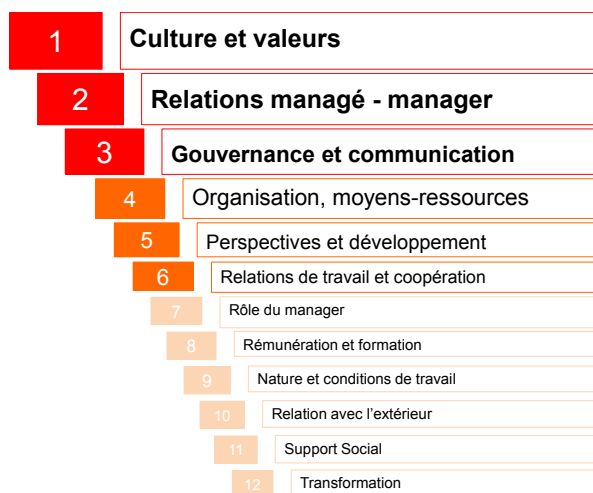 1 Culture et valeurs
2 Relations managé - manager
3 Gouvernance et communication
4 Organisation, moyens-ressources
5 Perspectives et développement
6 Relations de travail et coopération
7 Rôle du manager
8 Rémunération et formation
9 Nature et conditions de travail
10 Relation avec l'extérieur
11 Support Social
12 Transformation